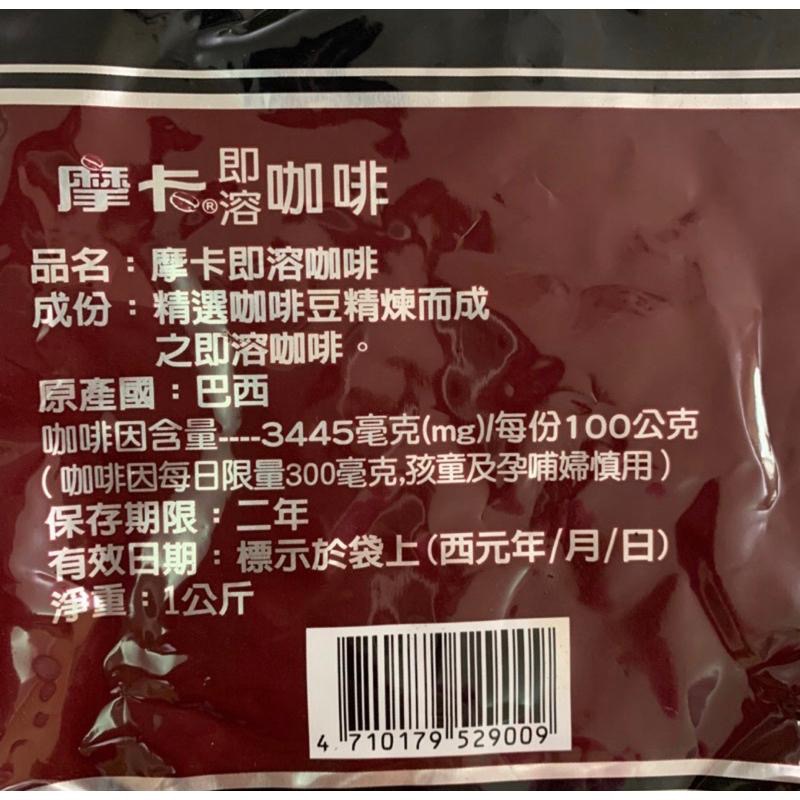 摩卡®即溶咖啡
品名：摩卡即溶咖啡
成份：精選咖啡豆精煉而成
之即溶咖啡。
原產國：巴西
咖啡因含量----3445毫克(mg)/每份100公克
(咖啡因每日限量300毫克,孩童及孕哺婦慎用)
保存期限：二年
有效日期：標示於袋上(西元年/月/日)
淨重：1公斤
4 710179 529009